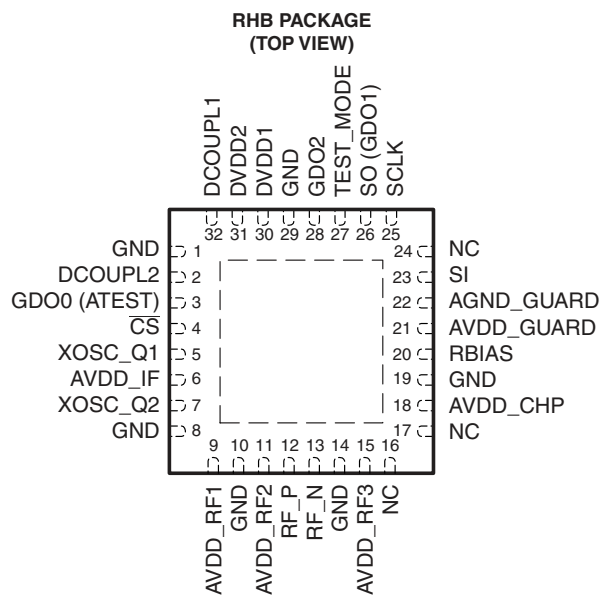 RHB PACKAGE
(TOP VIEW)
DCOUPL1
DVDD2
DVDD1
GND
GDO2
TEST_MODE
SO (GDO1)
SCLK
32 31 30 29 28 27 26 25
GND 1
DCOUPL2 2
GDO0 (ATEST) 3
CS 4
XOSC_Q1 5
AVDD_IF 6
XOSC_Q2 7
GND 8
24 NC
23 SI
22 AGND_GUARD
21 AVDD_GUARD
20 RBIAS
19 GND
18 AVDD_CHP
17 NC
9 10 11 12 13 14 15 16
AVDD_RF1
GND
AVDD_RF2
RF_P
RF_N
GND
AVDD_RF3
NC